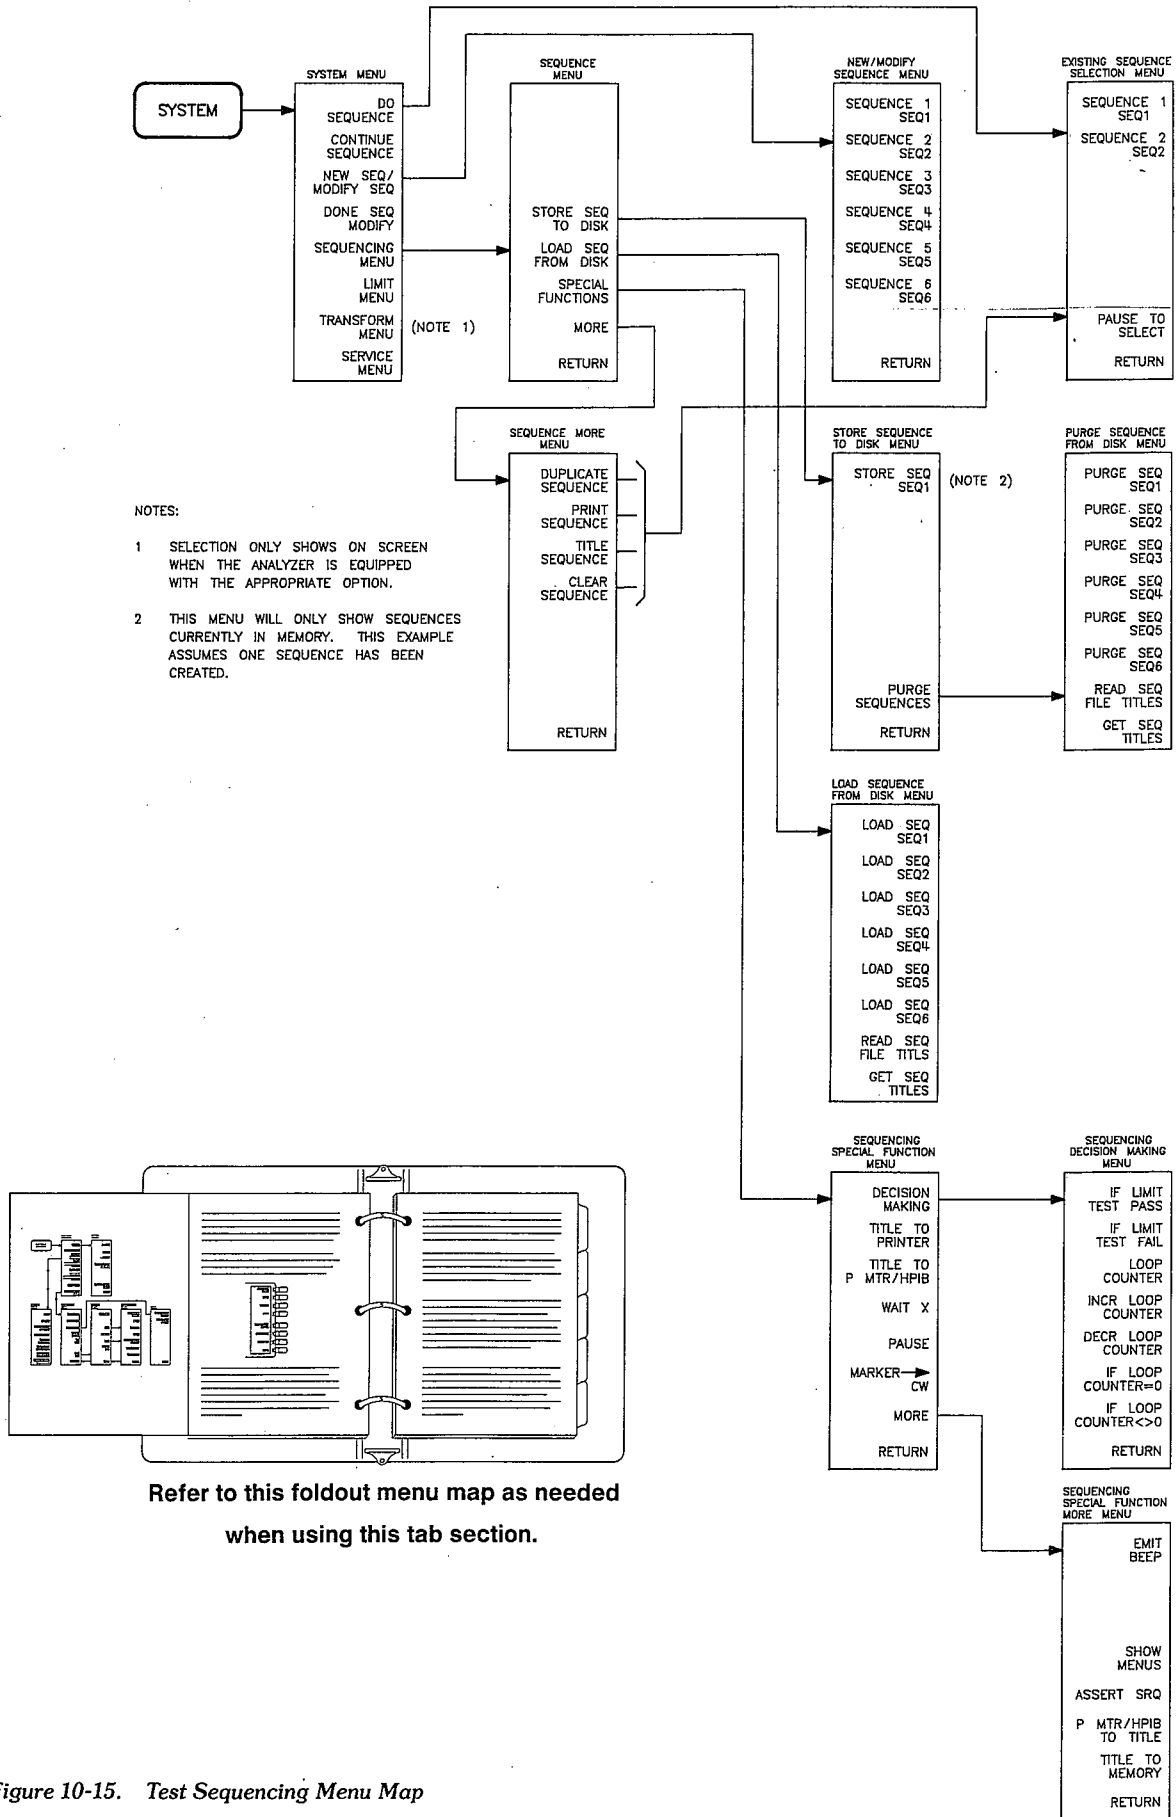 SYSTEM
SYSTEM MENU
DO
SEQUENCE
CONTINUE
SEQUENCE
NEW SEQ/
MODIFY SEQ
DONE SEQ
MODIFY
SEQUENCING
MENU
LIMIT
MENU
TRANSFORM
MENU
(NOTE 1)
SERVICE
MENU
SEQUENCE
MENU
STORE SEQ
TO DISK
LOAD SEQ
FROM DISK
SPECIAL
FUNCTIONS
MORE
RETURN
NEW/MODIFY
SEQUENCE MENU
SEQUENCE 1
SEQ1
SEQUENCE 2
SEQ2
SEQUENCE 3
SEQ3
SEQUENCE 4
SEQ4
SEQUENCE 5
SEQ5
SEQUENCE 6
SEQ6
RETURN
EXISTING SEQUENCE
SELECTION MENU
SEQUENCE 1
SEQ1
SEQUENCE 2
SEQ2
PAUSE TO
SELECT
RETURN
SEQUENCE MORE
MENU
DUPLICATE
SEQUENCE
PRINT
SEQUENCE
TITLE
SEQUENCE
CLEAR
SEQUENCE
RETURN
STORE SEQUENCE
TO DISK MENU
STORE SEQ
SEQ1
(NOTE 2)
PURGE
SEQUENCES
RETURN
PURGE SEQUENCE
FROM DISK MENU
PURGE SEQ
SEQ1
PURGE SEQ
SEQ2
PURGE SEQ
SEQ3
PURGE SEQ
SEQ4
PURGE SEQ
SEQ5
PURGE SEQ
SEQ6
READ SEQ
FILE TITLES
GET SEQ
TITLES
NOTES:
1 SELECTION ONLY SHOWS ON SCREEN
WHEN THE ANALYZER IS EQUIPPED
WITH THE APPROPRIATE OPTION.
2 THIS MENU WILL ONLY SHOW SEQUENCES
CURRENTLY IN MEMORY. THIS EXAMPLE
ASSUMES ONE SEQUENCE HAS BEEN
CREATED.
LOAD SEQUENCE
FROM DISK MENU
LOAD SEQ
SEQ1
LOAD SEQ
SEQ2
LOAD SEQ
SEQ3
LOAD SEQ
SEQ4
LOAD SEQ
SEQ5
LOAD SEQ
SEQ6
READ SEQ
FILE TITLS
GET SEQ
TITLES
SEQUENCING
SPECIAL FUNCTION
MENU
DECISION
MAKING
TITLE TO
PRINTER
TITLE TO
P MTR/HPIB
WAIT X
PAUSE
MARKER→
CW
MORE
RETURN
SEQUENCING
DECISION MAKING
MENU
IF LIMIT
TEST PASS
IF LIMIT
TEST FAIL
LOOP
COUNTER
INCR LOOP
COUNTER
DECR LOOP
COUNTER
IF LOOP
COUNTER=0
IF LOOP
COUNTER<>0
RETURN
SEQUENCING
SPECIAL FUNCTION
MORE MENU
EMIT
BEEP
SHOW
MENUS
ASSERT SRQ
P MTR/HPIB
TO TITLE
TITLE TO
MEMORY
RETURN
Refer to this foldout menu map as needed
when using this tab section.
igure 10-15. Test Sequencing Menu Map